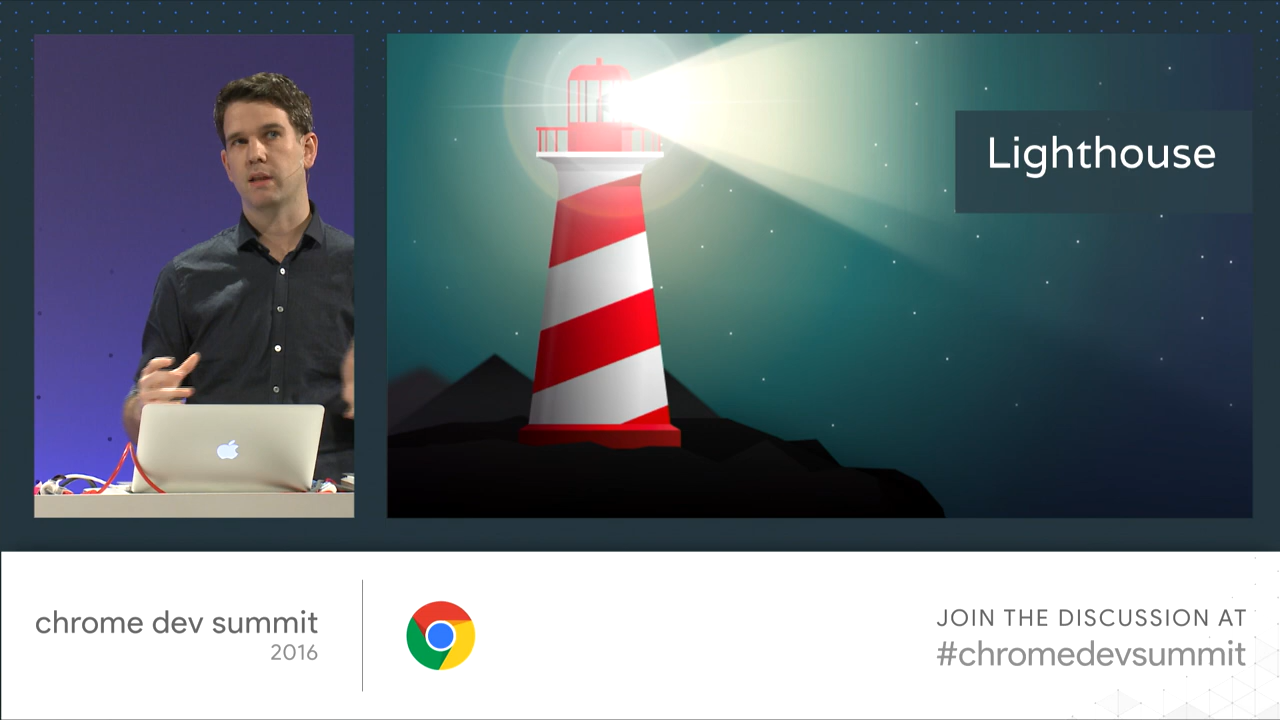 Lighthouse
chrome dev summit
2016
JOIN THE DISCUSSION AT
#chromedevsummit